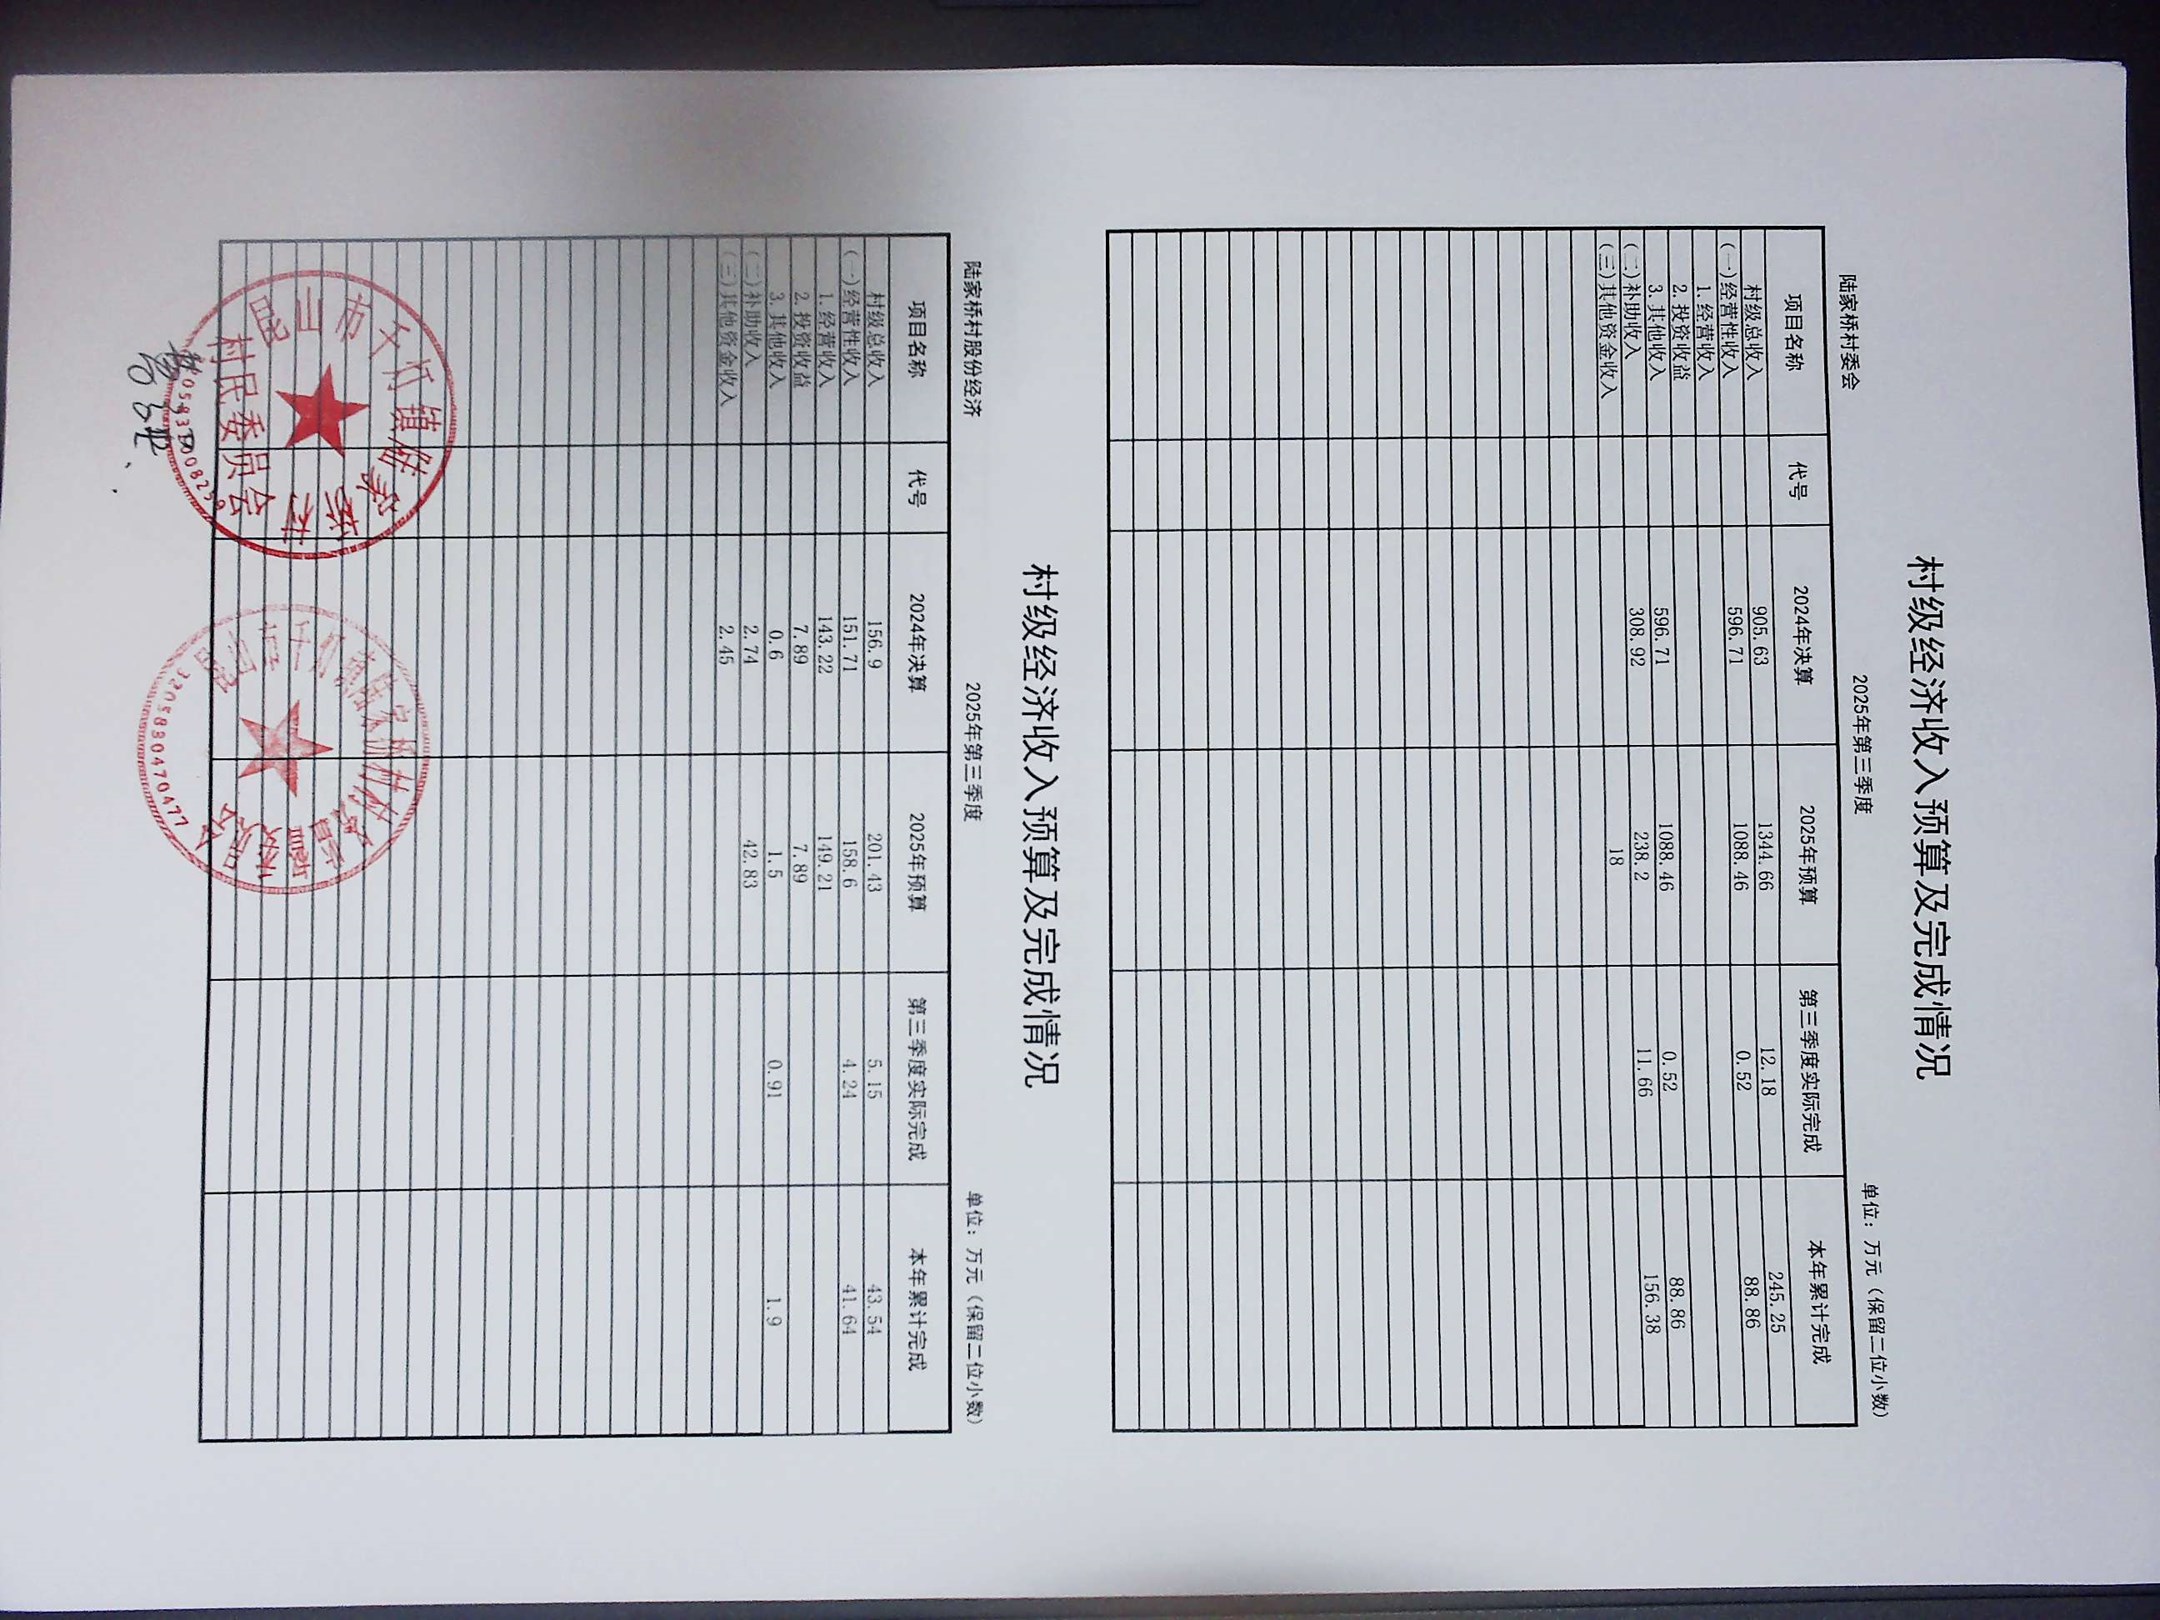 村级经济收入预算及完成情况
陆家桥村委会 2025年第三季度 单位：万元（保留二位小数）
项目名称 代号 2024年决算 2025年预算 第三季度实际完成 本年累计完成
村级总收入 905.63 1344.66 12.18 245.25
(一)经营性收入 596.71 1088.46 0.52 88.86
1.经营收入
2.投资收益
3.其他收入 596.71 1088.46 0.52 88.86
(二)补助收入 308.92 238.2 11.66 156.38
(三)其他资金收入 18
村级经济收入预算及完成情况
陆家桥村股份经济 2025年第三季度 单位：万元（保留二位小数）
项目名称 代号 2024年决算 2025年预算 第三季度实际完成 本年累计完成
村级总收入 156.9 201.43 5.15 43.54
(一)经营性收入 151.71 158.6 4.24 41.64
1.经营收入 143.22 149.21
2.投资收益 7.89 7.89
3.其他收入 0.6 1.5 0.91 1.9
(二)补助收入 2.74 42.83
(三)其他资金收入 2.45
昆山市千灯镇陆家桥村
村民委员会
3205880470477